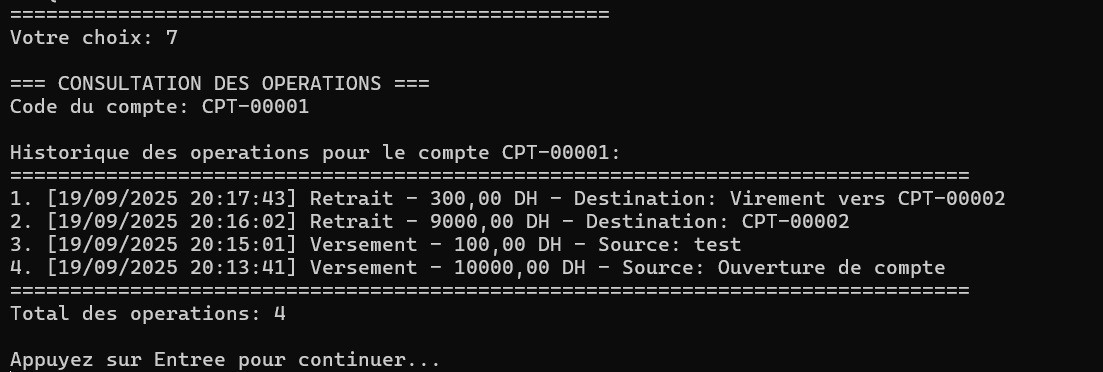 ==================================================
Votre choix: 7
=== CONSULTATION DES OPERATIONS ===
Code du compte: CPT-00001
Historique des operations pour le compte CPT-00001:
================================================================================
1. [19/09/2025 20:17:43] Retrait - 300,00 DH - Destination: Virement vers CPT-00002
2. [19/09/2025 20:16:02] Retrait - 9000,00 DH - Destination: CPT-00002
3. [19/09/2025 20:15:01] Versement - 100,00 DH - Source: test
4. [19/09/2025 20:13:41] Versement - 10000,00 DH - Source: Ouverture de compte
================================================================================
Total des operations: 4
Appuyez sur Entree pour continuer...